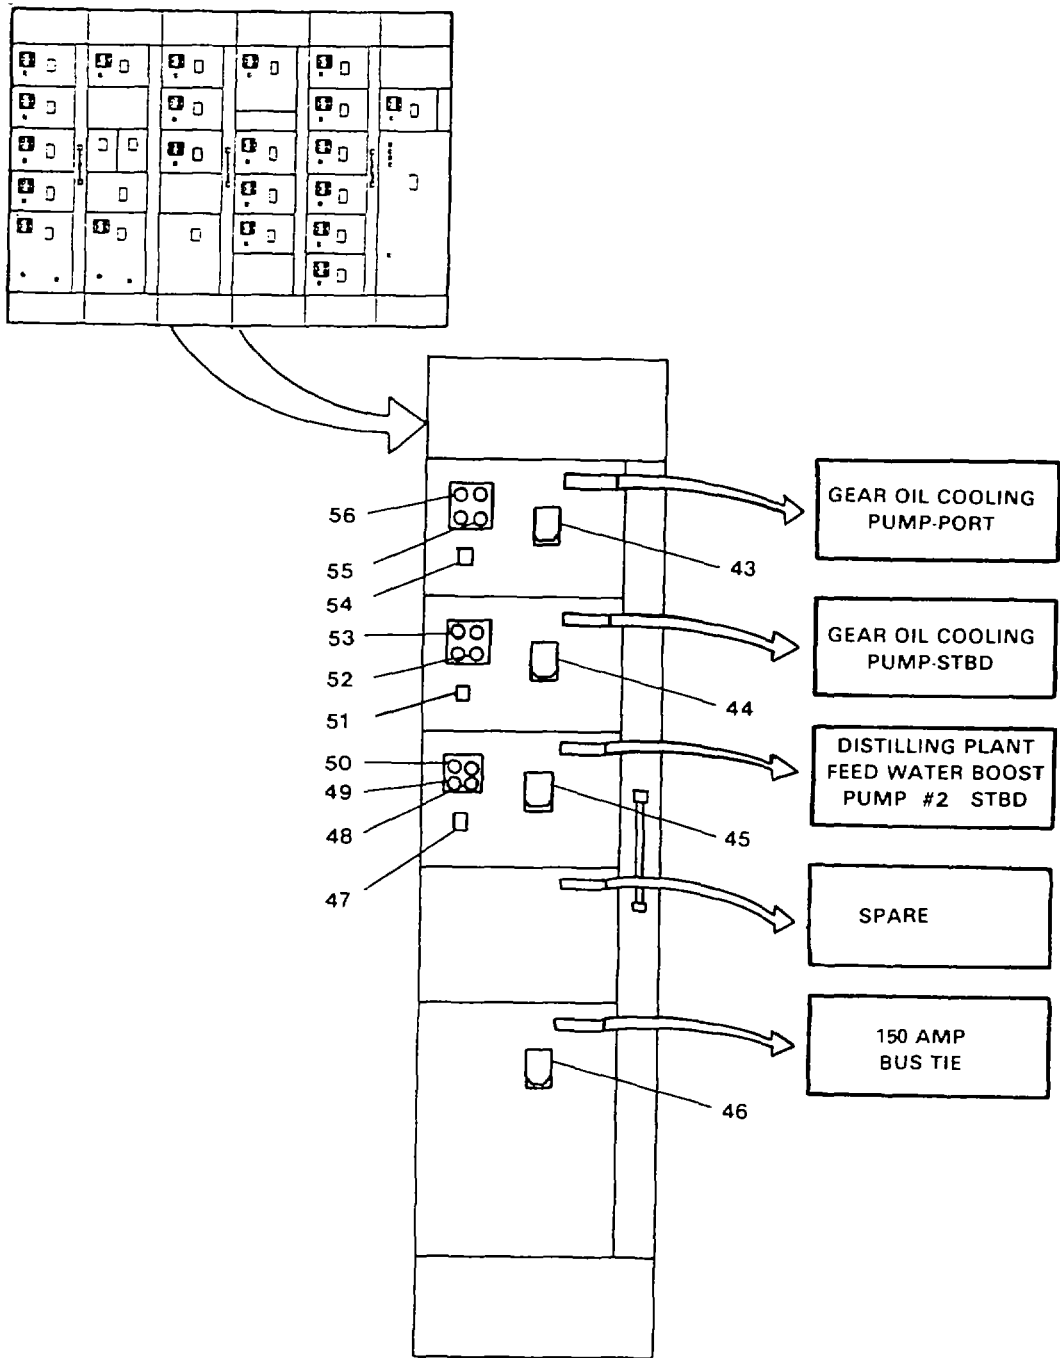 56
55
54
53
52
51
50
49
48
47
43
44
45
46
GEAR OIL COOLING
PUMP-PORT
GEAR OIL COOLING
PUMP-STBD
DISTILLING PLANT
FEED WATER BOOST
PUMP #2 STBD
SPARE
150 AMP
BUS TIE